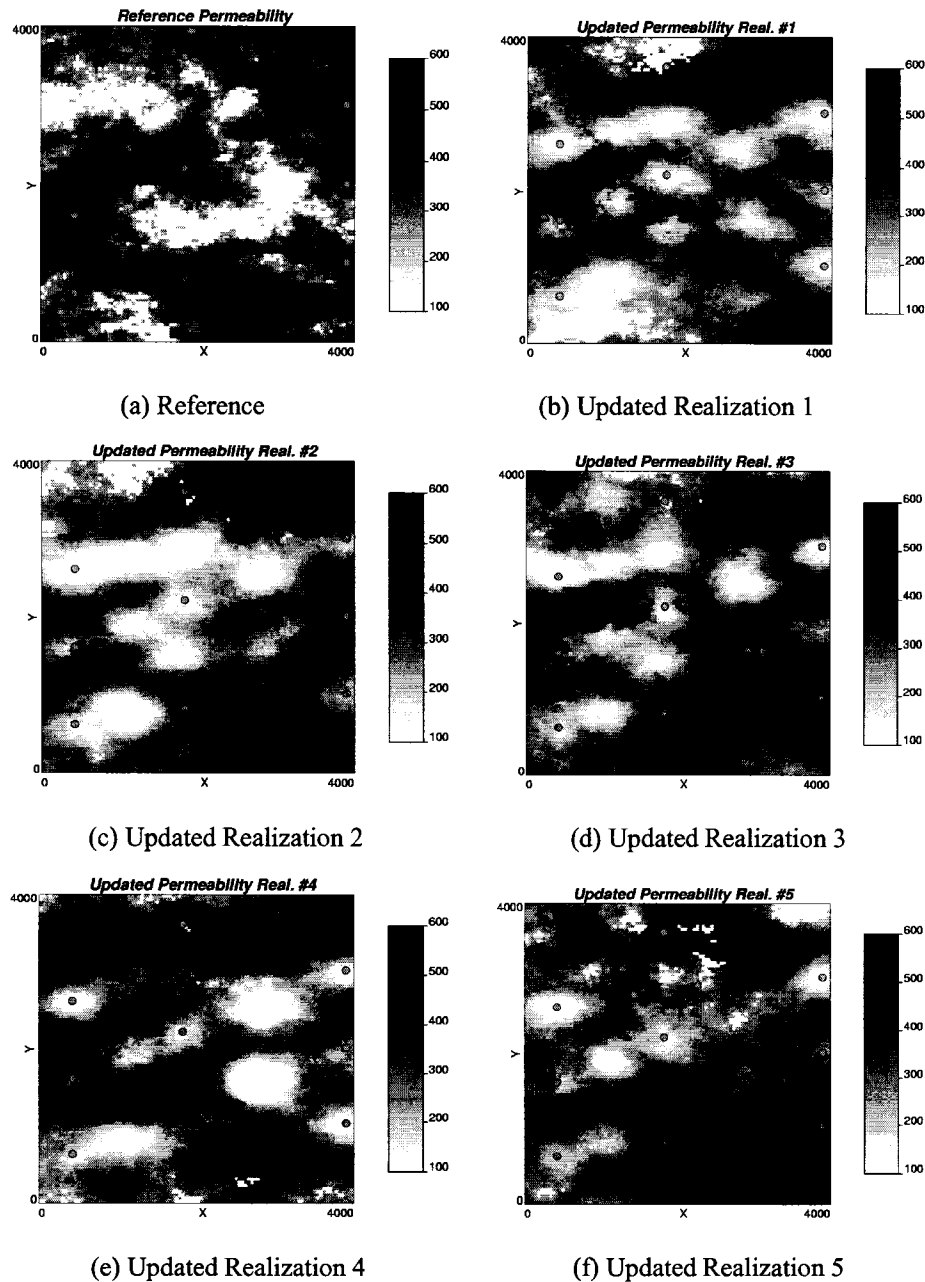 Reference Permeability
4000
Y
0
0
X
4000
600
500
400
300
200
100
(a) Reference
Updated Permeability Real. #1
4000
Y
0
0
X
4000
600
500
400
300
200
100
(b) Updated Realization 1
Updated Permeability Real. #2
4000
Y
0
0
X
4000
600
500
400
300
200
100
(c) Updated Realization 2
Updated Permeability Real. #3
4000
Y
0
0
X
4000
600
500
400
300
200
100
(d) Updated Realization 3
Updated Permeability Real. #4
4000
Y
0
0
X
4000
600
500
400
300
200
100
(e) Updated Realization 4
Updated Permeability Real. #5
4000
Y
0
0
X
4000
600
500
400
300
200
100
(f) Updated Realization 5